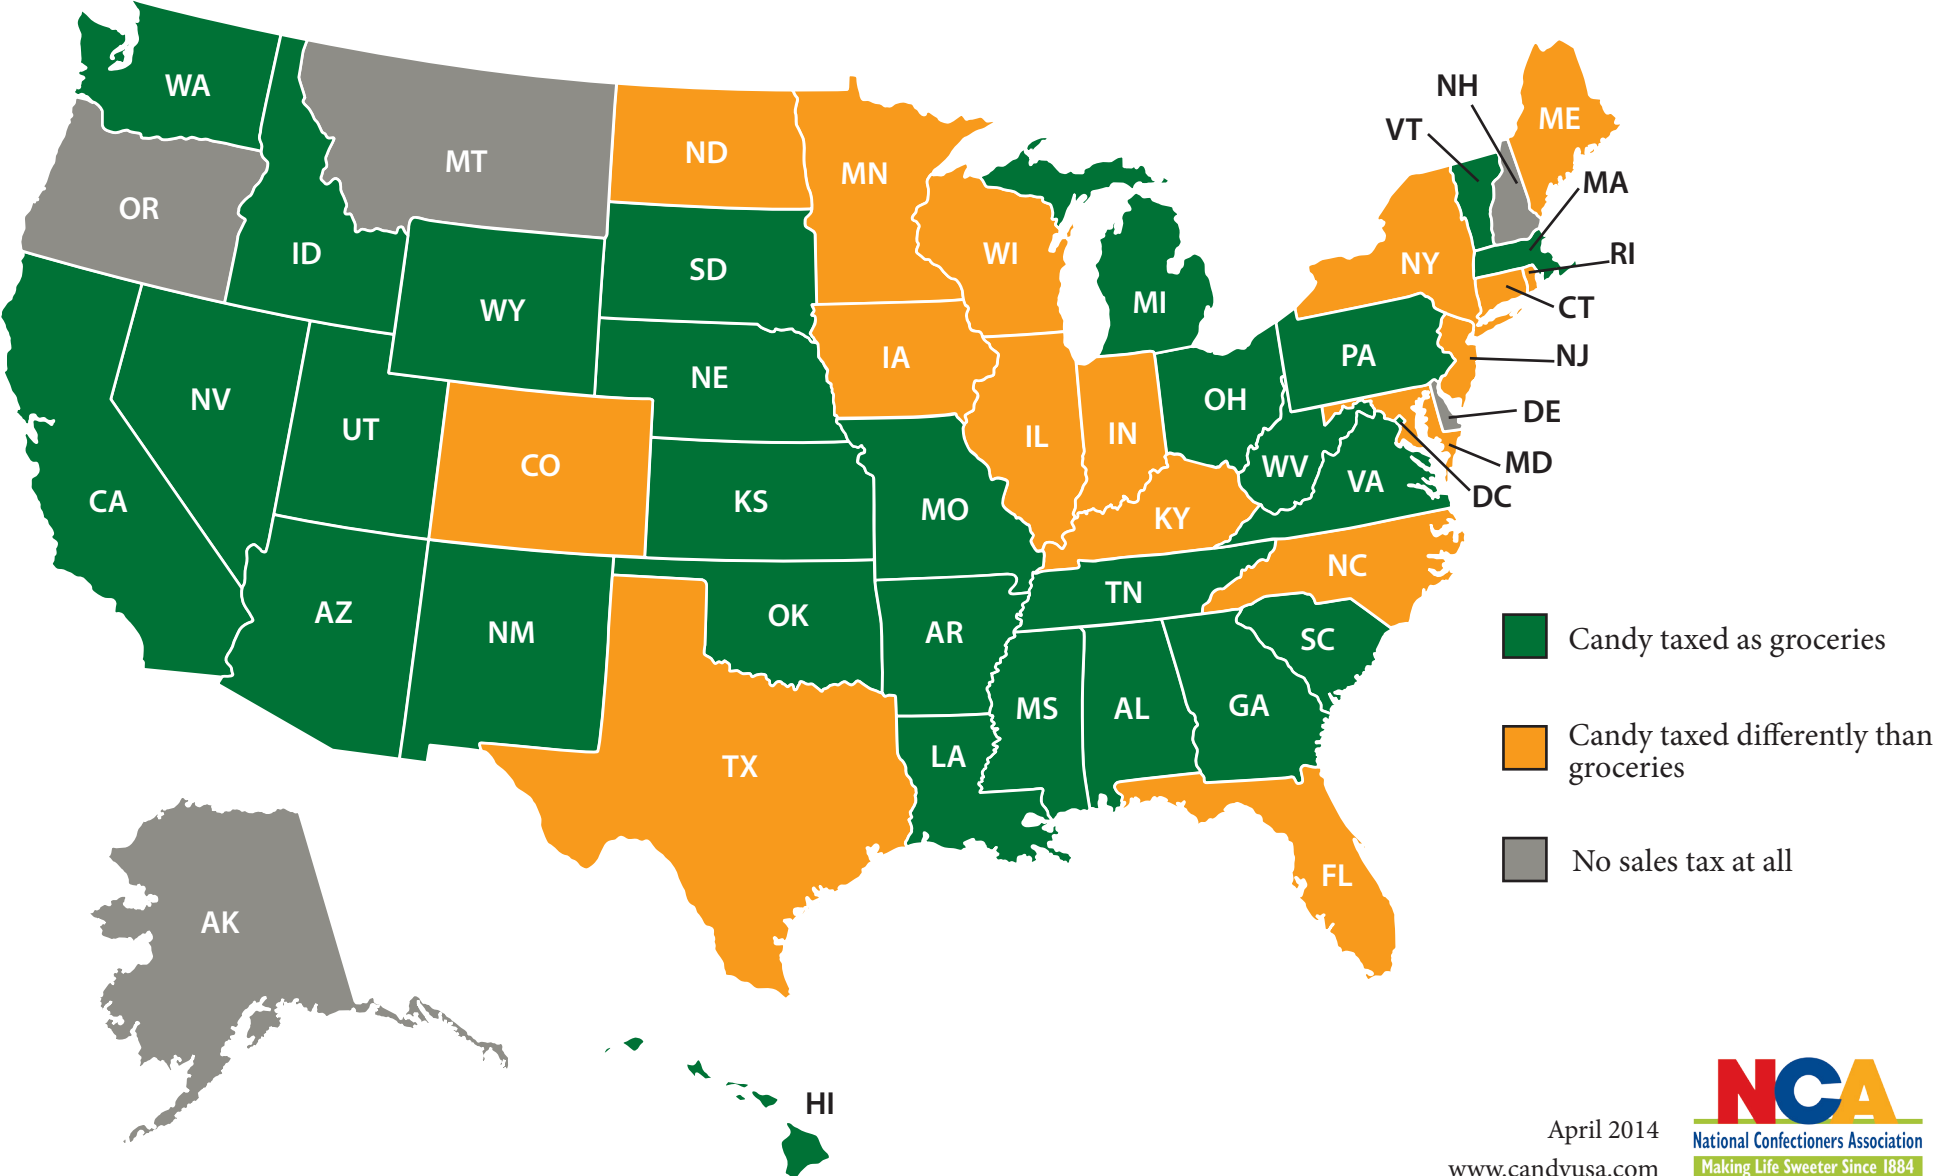 WA
MT
ND
MN
OR
ID
WY
SD
WI
MI
NH
VT
ME
MA
NY
RI
CT
NJ
PA
NE
IA
NV
UT
CO
CA
KS
MO
IL
IN
OH
WV
VA
DE
MD
DC
KY
NC
TN
AZ
NM
OK
AR
SC
MS
AL
GA
LA
TX
FL
AK
HI
Candy taxed as groceries
Candy taxed differently than
groceries
No sales tax at all
April 2014
www.candyusa.com
NCA
National Confectioners Association
Making Life Sweeter Since 1884